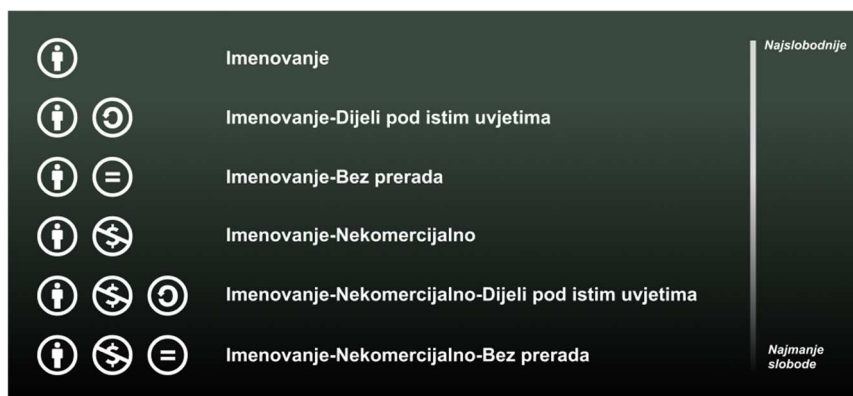 Imenovanje
Najslobodnije
Imenovanje-Dijeli pod istim uvjetima
Imenovanje-Bez prerada
Imenovanje-Nekomercijalno
Imenovanje-Nekomercijalno-Dijeli pod istim uvjetima
Imenovanje-Nekomercijalno-Bez prerada
Najmanje
slobode